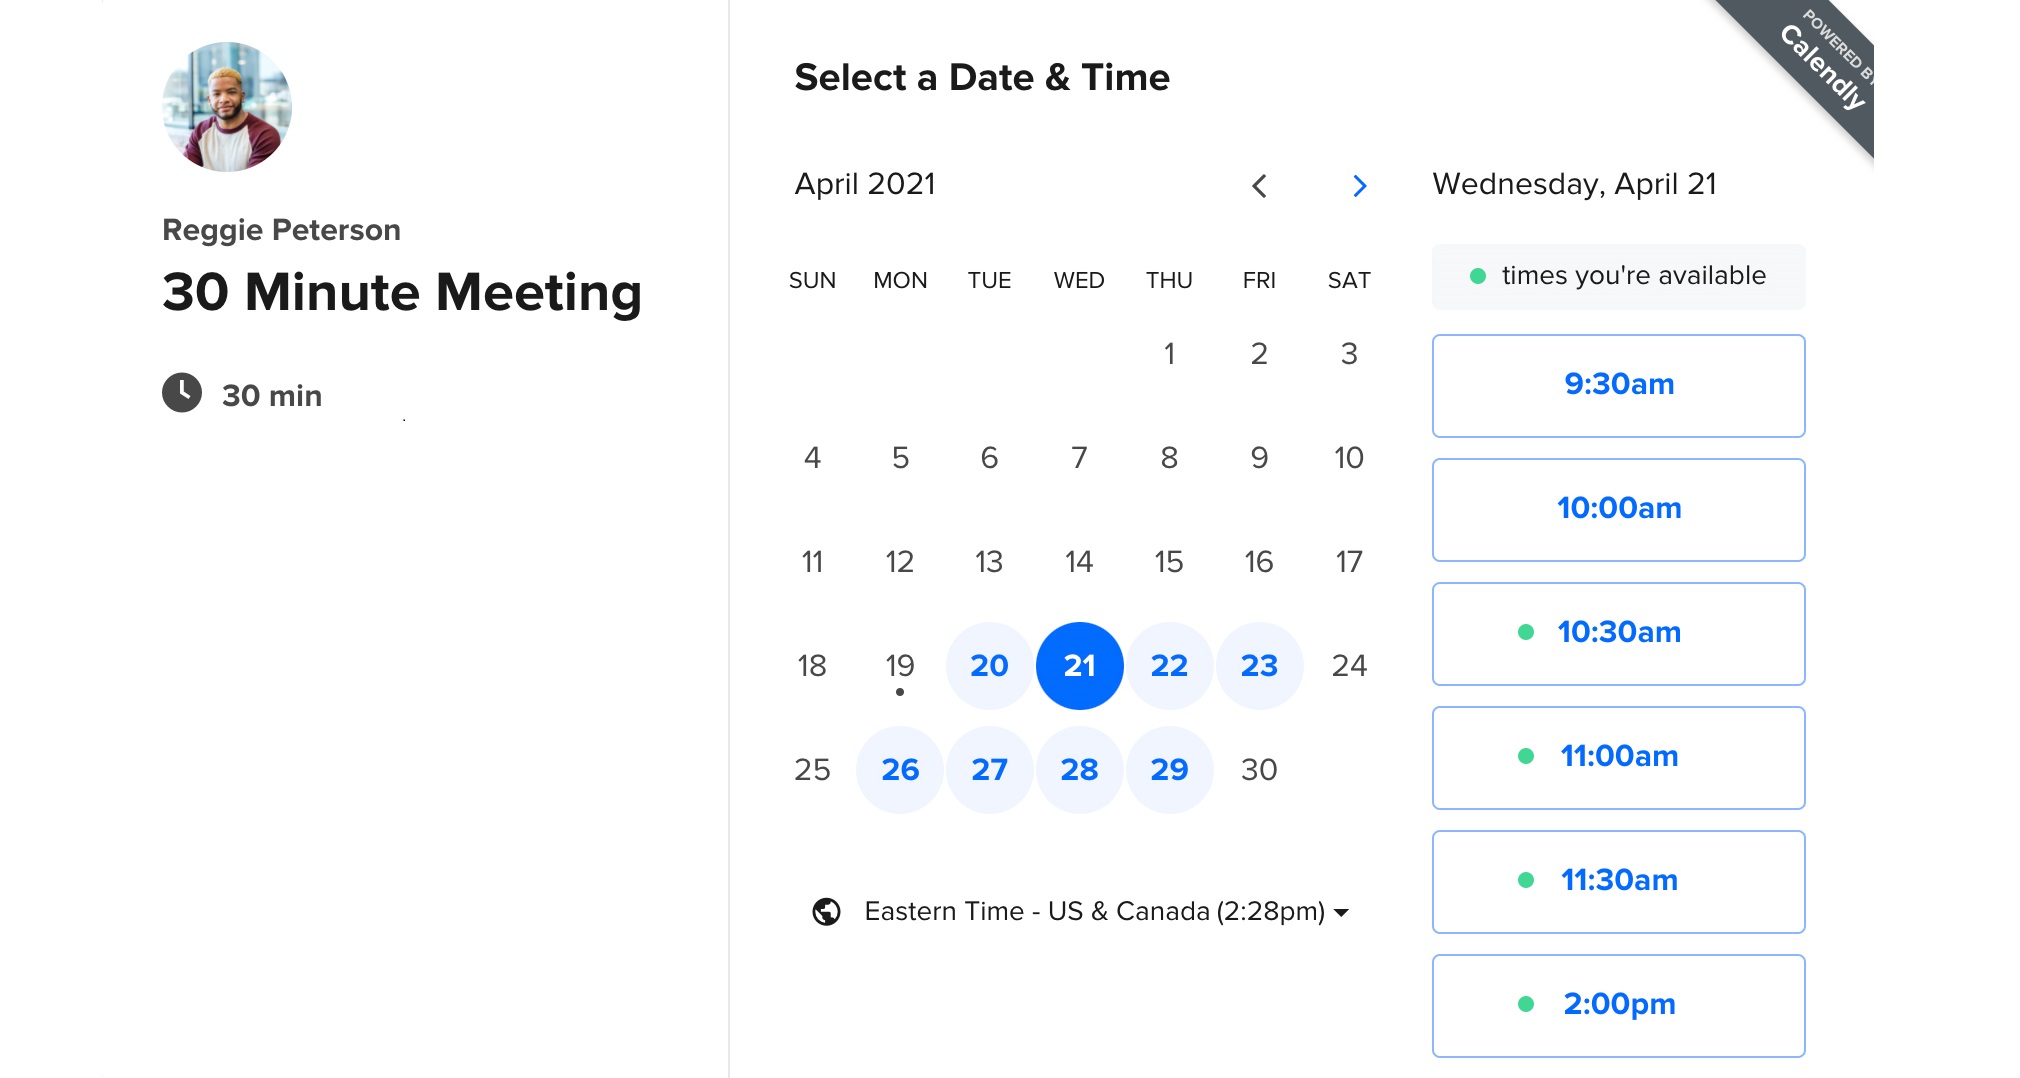 Reggie Peterson
30 Minute Meeting
30 min
Select a Date & Time
April 2021
SUN MON TUE WED THU FRI SAT
1 2 3
4 5 6 7 8 9 10
11 12 13 14 15 16 17
18 19 20 21 22 23 24
25 26 27 28 29 30
Eastern Time - US & Canada (2:28pm)
Wednesday, April 21
times you're available
9:30am
10:00am
10:30am
11:00am
11:30am
2:00pm
POWERED BY
Calendly